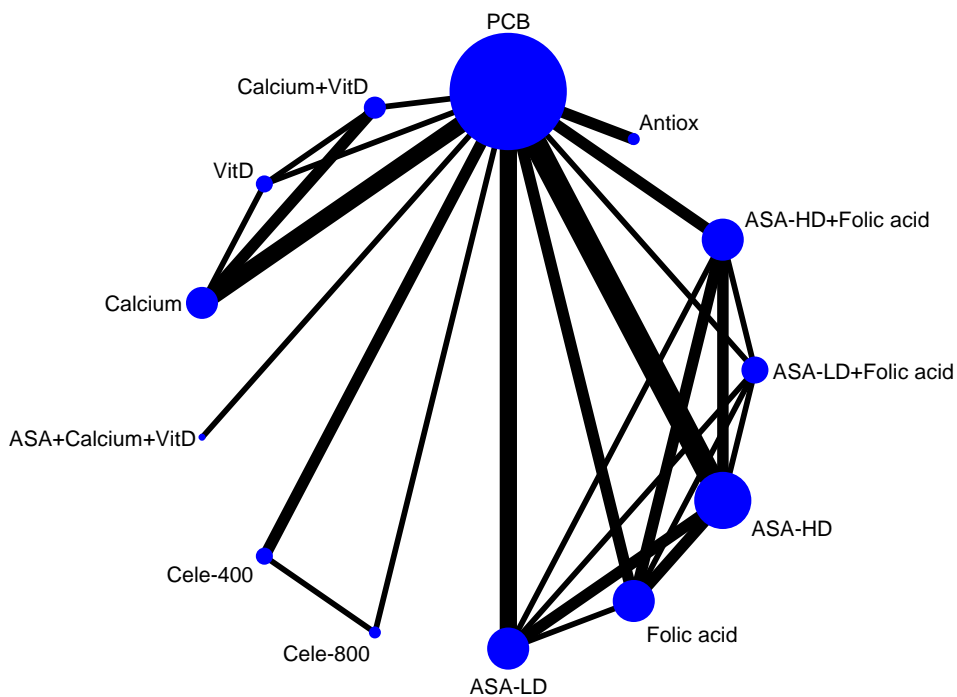 PCB
Calcium+VitD
Antiox
VitD
ASA-HD+Folic acid
Calcium
ASA-LD+Folic acid
ASA+Calcium+VitD
ASA-HD
Cele-400
Folic acid
Cele-800
ASA-LD